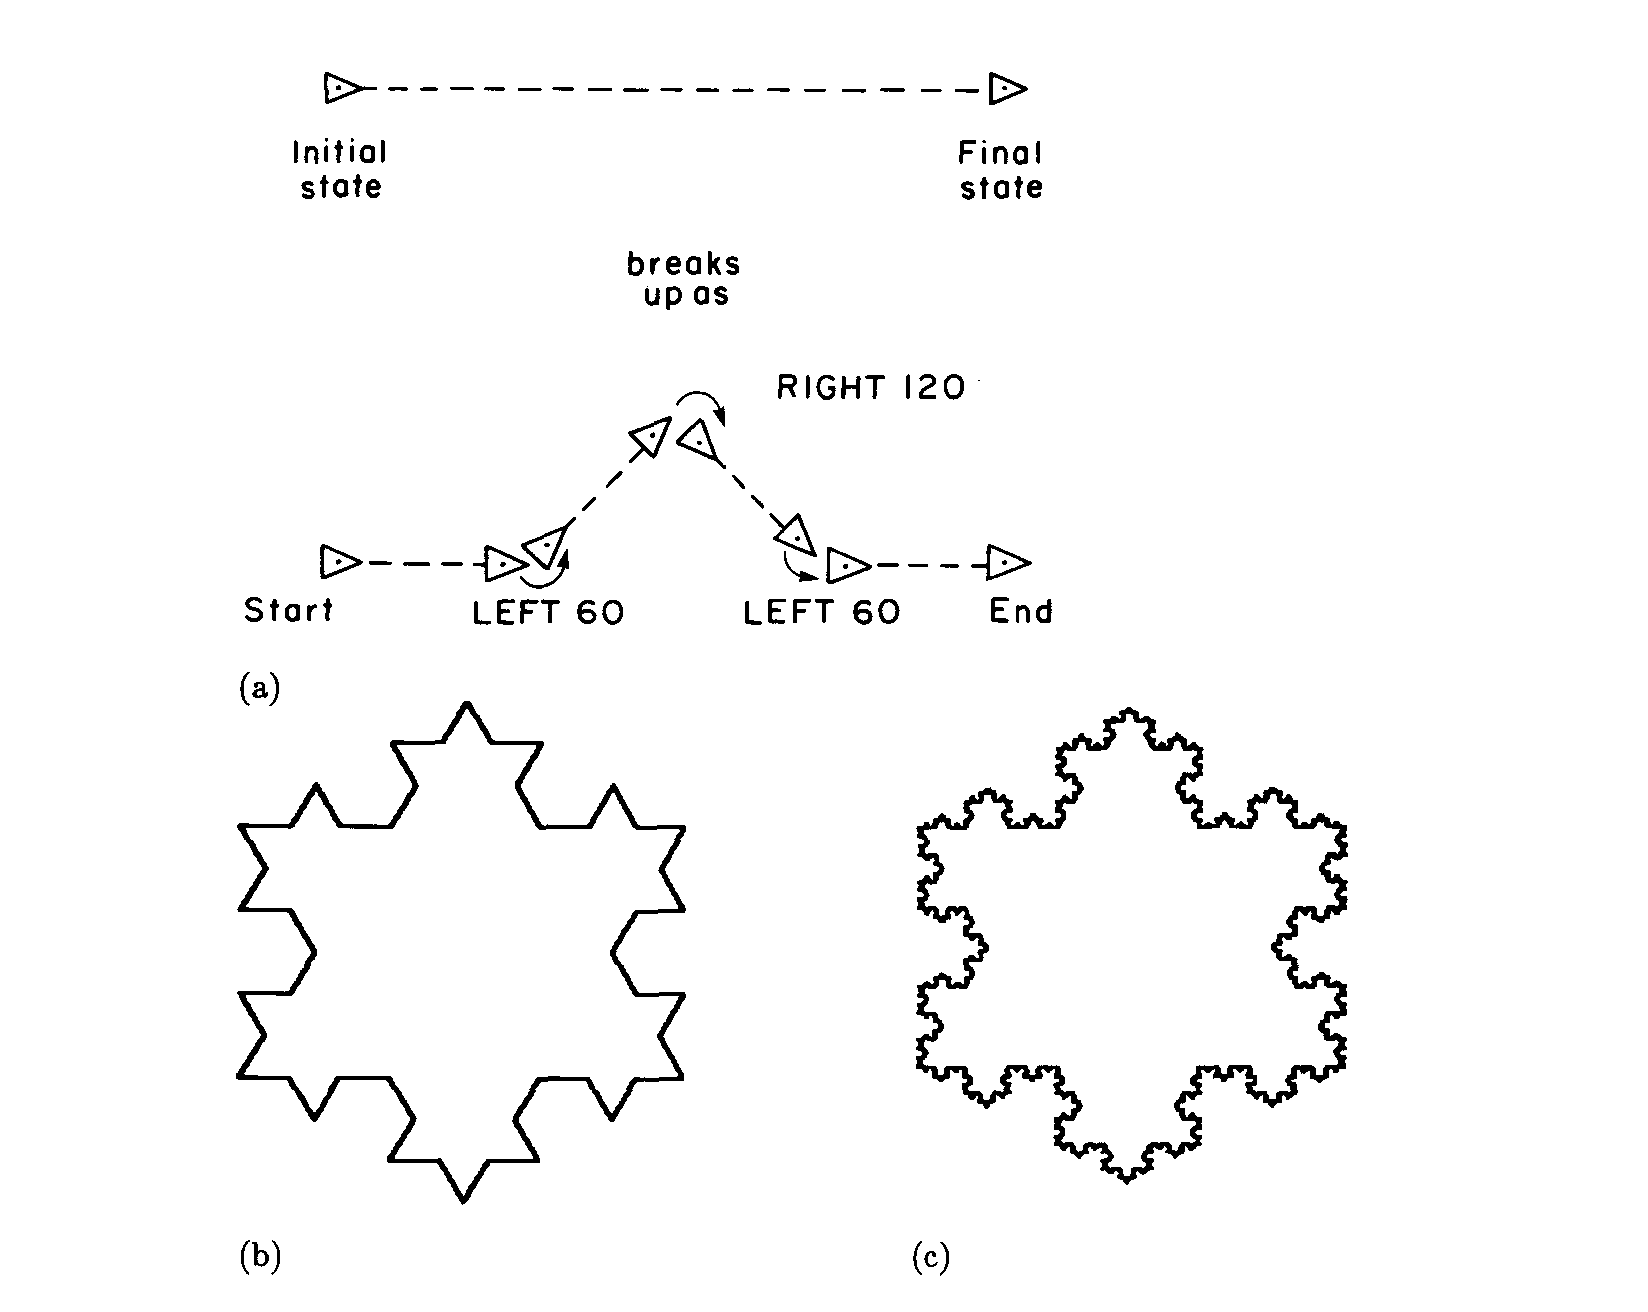 Initial
state
Final
state
breaks
up as
RIGHT 120
Start
LEFT 60
LEFT 60
End
(a)
(b)
(c)